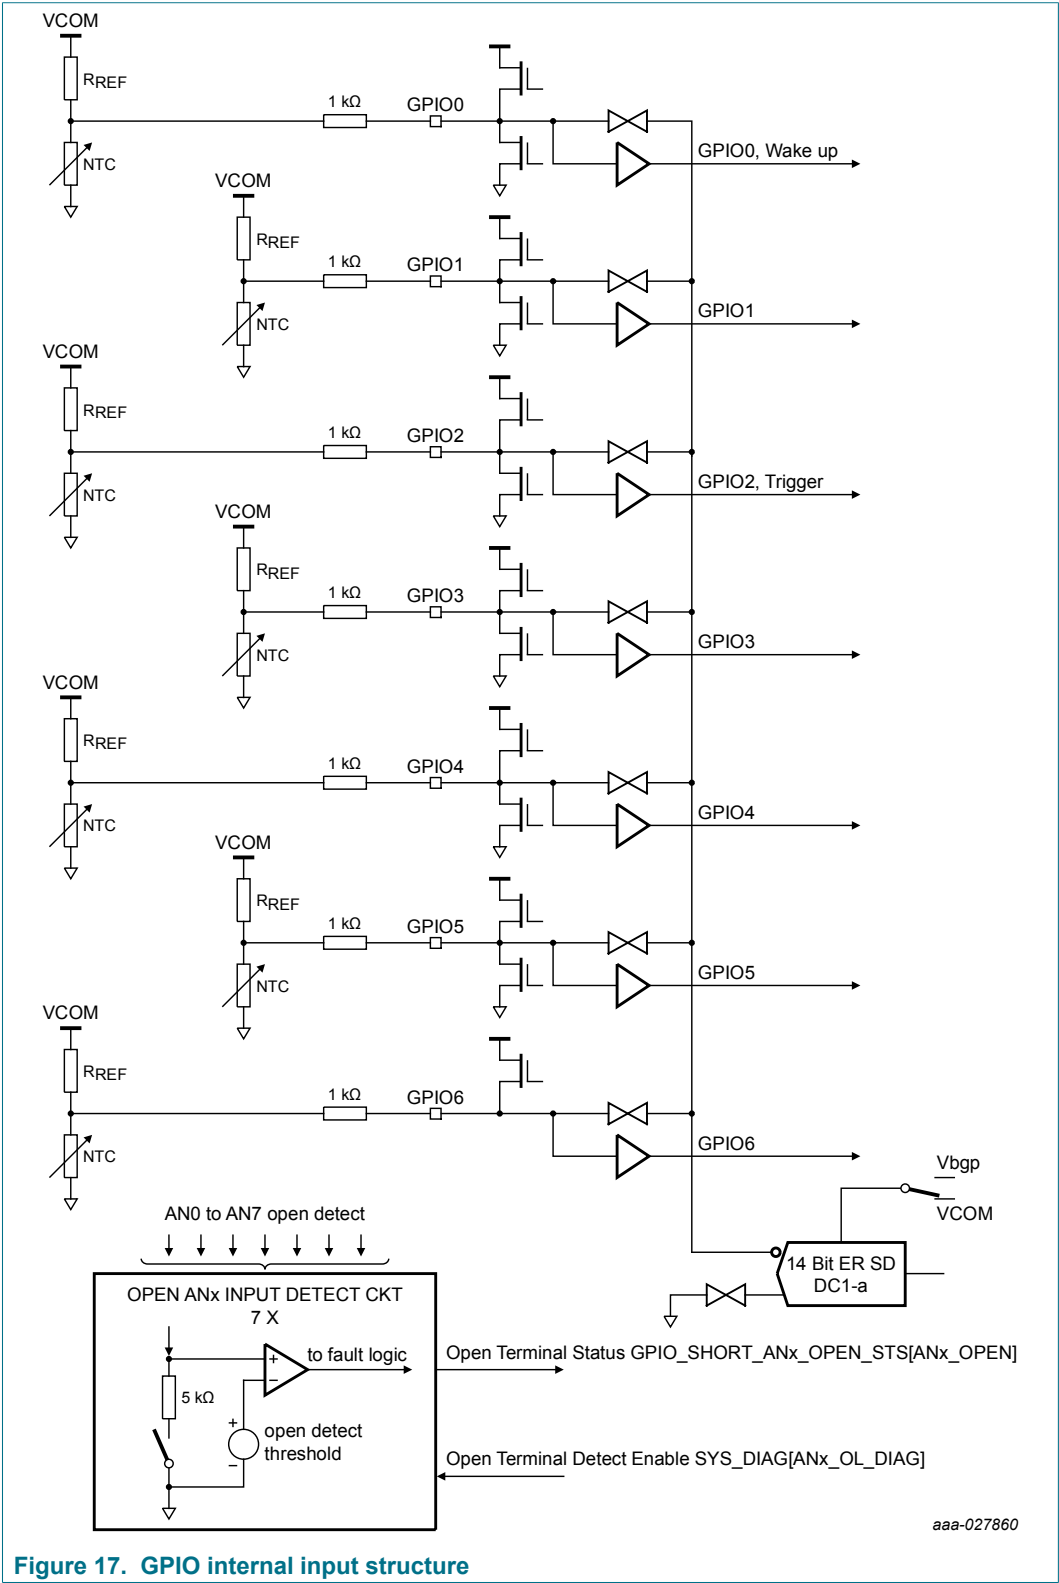 VCOM
RREF
1 kΩ
GPIO0
NTC
GPIO0, Wake up
VCOM
RREF
1 kΩ
GPIO1
NTC
GPIO1
VCOM
RREF
1 kΩ
GPIO2
NTC
GPIO2, Trigger
VCOM
RREF
1 kΩ
GPIO3
NTC
GPIO3
VCOM
RREF
1 kΩ
GPIO4
NTC
GPIO4
VCOM
RREF
1 kΩ
GPIO5
NTC
GPIO5
VCOM
RREF
1 kΩ
GPIO6
NTC
GPIO6
Vbgp
VCOM
14 Bit ER SD
DC1-a
AN0 to AN7 open detect
OPEN ANx INPUT DETECT CKT
7 X
+
−
to fault logic
5 kΩ
+
−
open detect
threshold
Open Terminal Status GPIO_SHORT_ANx_OPEN_STS[ANx_OPEN]
Open Terminal Detect Enable SYS_DIAG[ANx_OL_DIAG]
aaa-027860
Figure 17. GPIO internal input structure